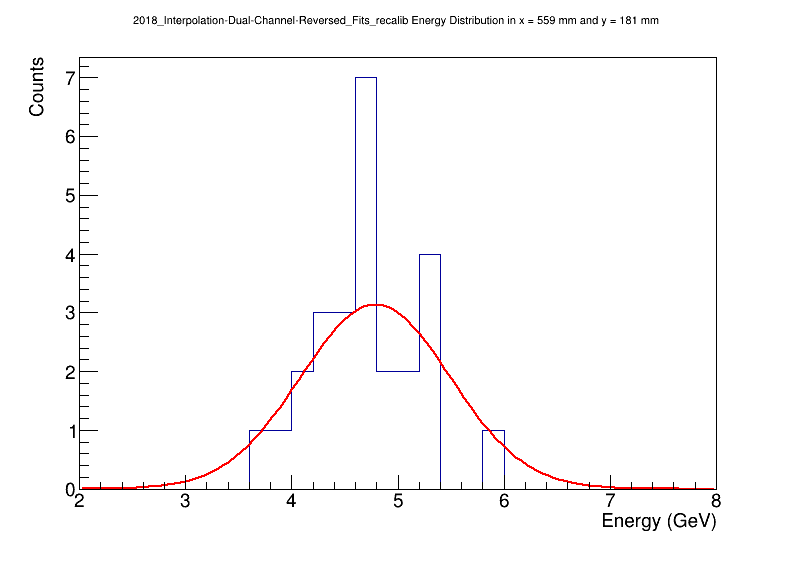 2018_Interpolation-Dual-Channel-Reversed_Fits_recalib Energy Distribution in x = 559 mm and y = 181 mm
Counts
7
6
5
4
3
2
1
0
2 3 4 5 6 7 8
Energy (GeV)